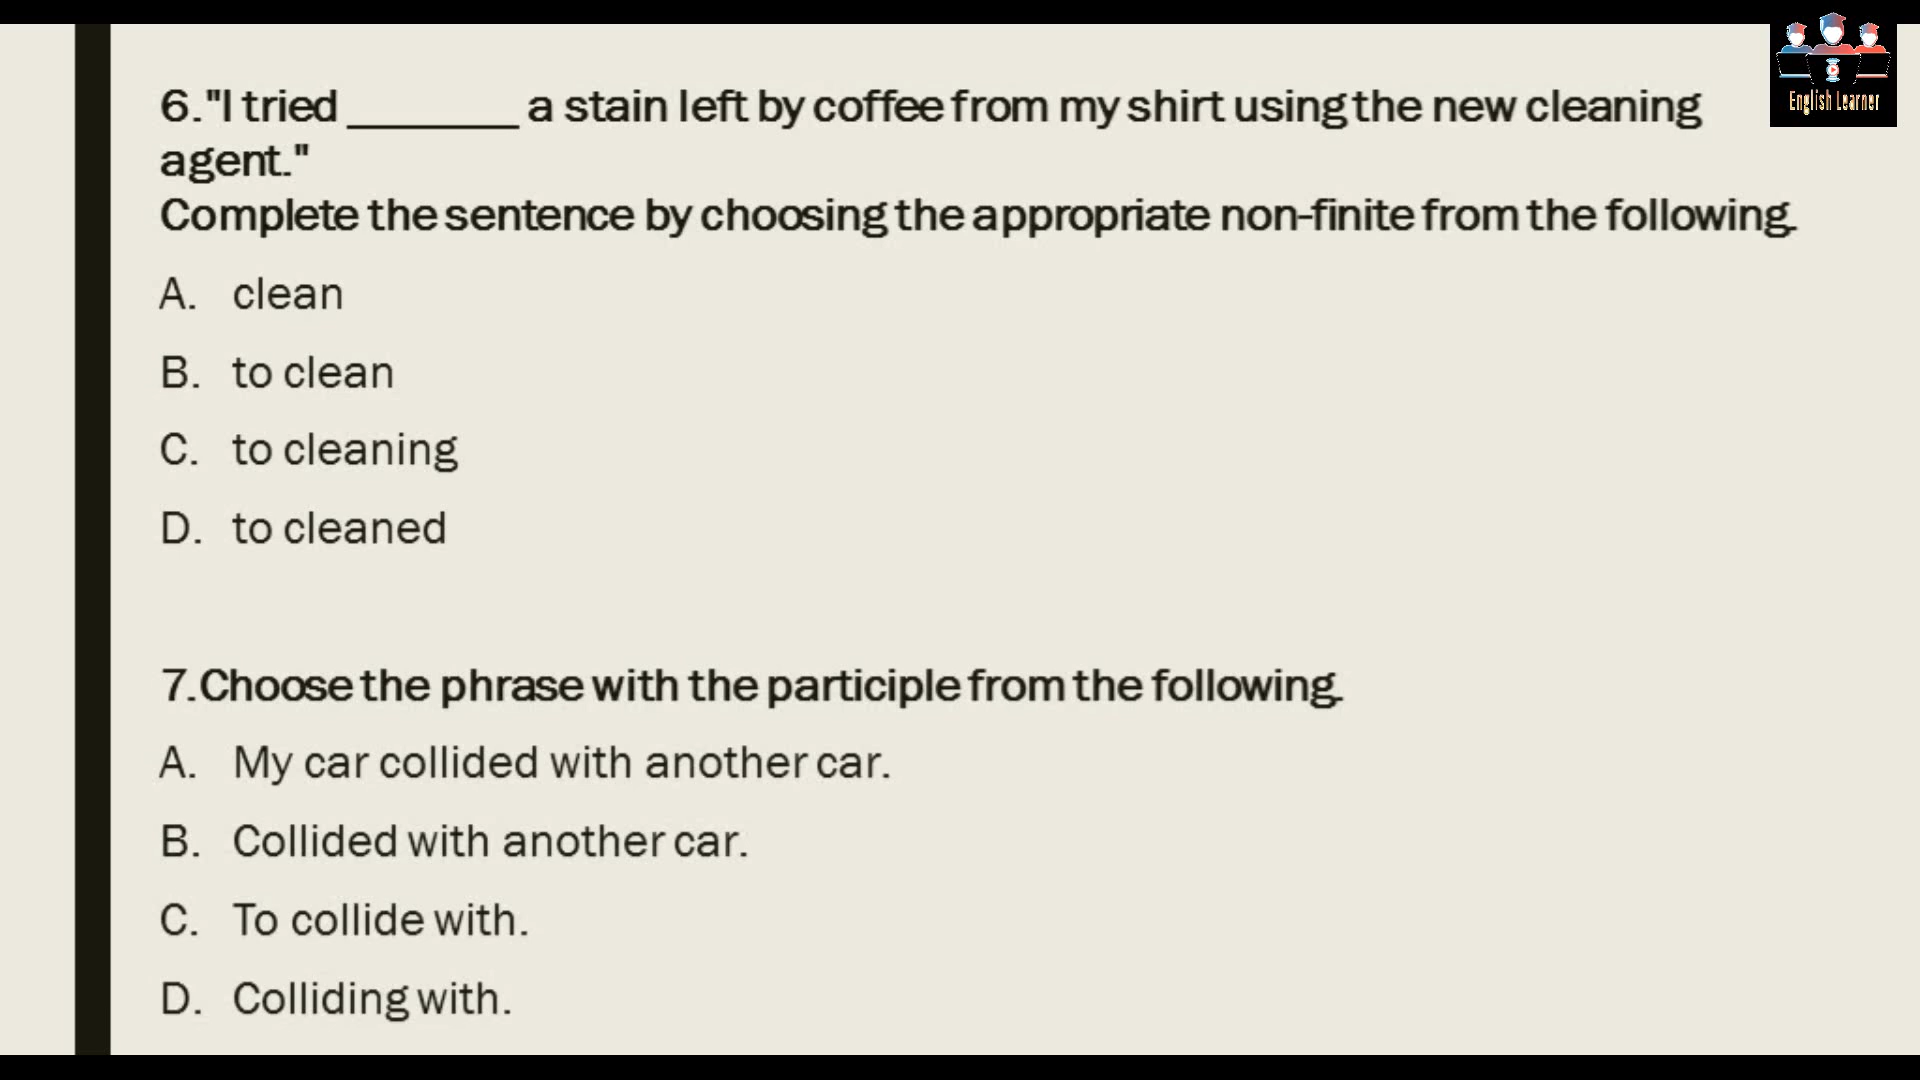 English Learner
6."I tried ________ a stain left by coffee from my shirt using the new cleaning
agent."
Complete the sentence by choosing the appropriate non-finite from the following.
A. clean
B. to clean
C. to cleaning
D. to cleaned
7.Choose the phrase with the participle from the following.
A. My car collided with another car.
B. Collided with another car.
C. To collide with.
D. Colliding with.